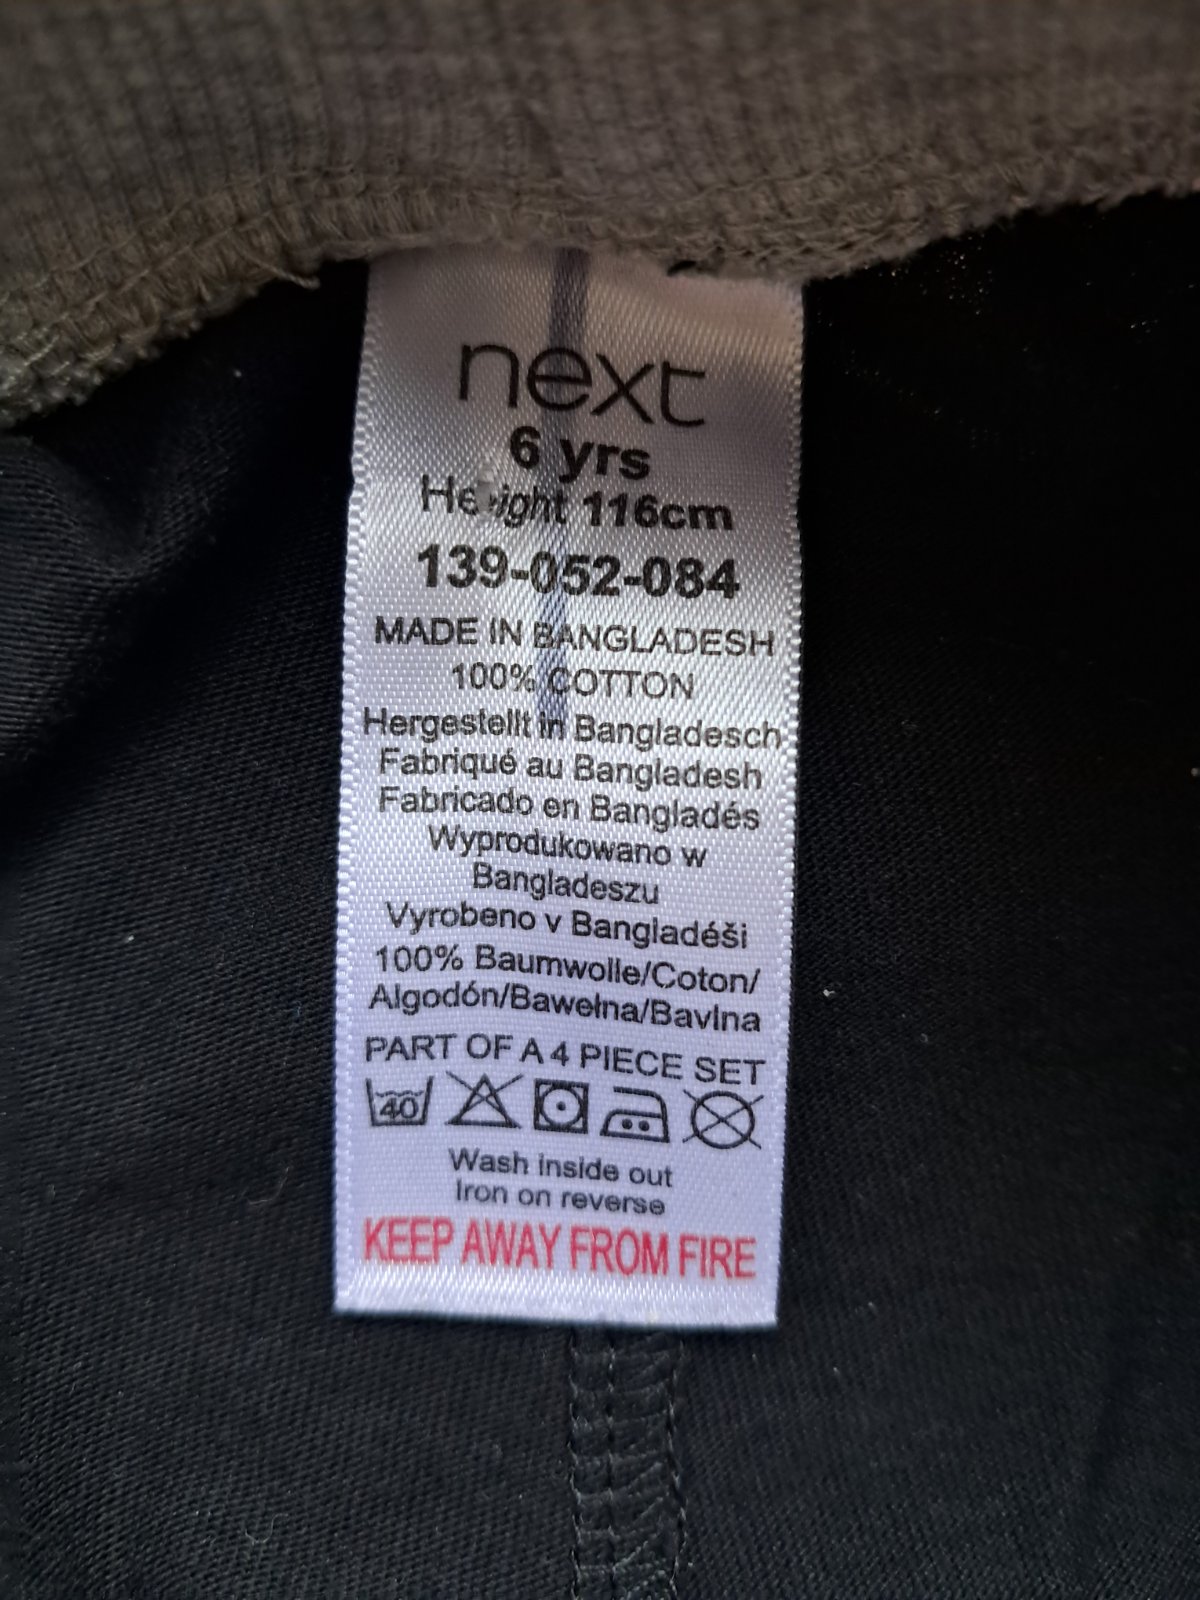 next
6 yrs
Height 116cm
139-052-084
MADE IN BANGLADESH
100% COTTON
Hergestellt in Bangladesch
Fabriqué au Bangladesh
Fabricado en Bangladés
Wyprodukowano w
Bangladeszu
Vyrobeno v Bangladéši
100% Baumwolle/Coton/
Algodón/Bawełna/Bavlna
PART OF A 4 PIECE SET
40
Wash inside out
Iron on reverse
KEEP AWAY FROM FIRE